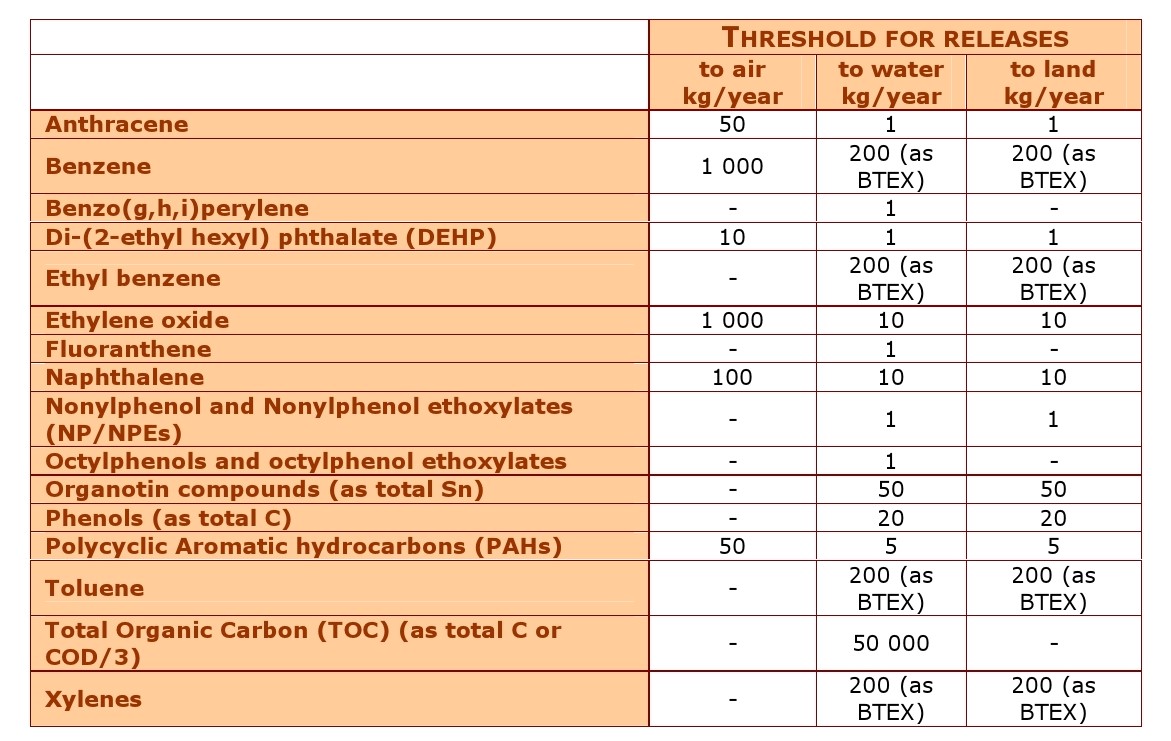 THRESHOLD FOR RELEASES
to air kg/year to water kg/year to land kg/year
Anthracene 50 1 1
Benzene 1 000 200 (as BTEX) 200 (as BTEX)
Benzo(g,h,i)perylene - 1 -
Di-(2-ethyl hexyl) phthalate (DEHP) 10 1 1
Ethyl benzene - 200 (as BTEX) 200 (as BTEX)
Ethylene oxide 1 000 10 10
Fluoranthene - 1 -
Naphthalene 100 10 10
Nonylphenol and Nonylphenol ethoxylates (NP/NPEs) - 1 1
Octylphenols and octylphenol ethoxylates - 1 -
Organotin compounds (as total Sn) - 50 50
Phenols (as total C) - 20 20
Polycyclic Aromatic hydrocarbons (PAHs) 50 5 5
Toluene - 200 (as BTEX) 200 (as BTEX)
Total Organic Carbon (TOC) (as total C or COD/3) - 50 000 -
Xylenes - 200 (as BTEX) 200 (as BTEX)